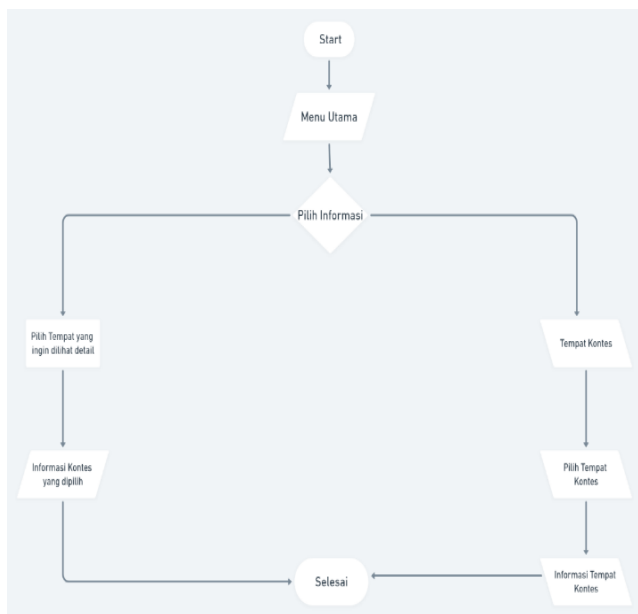 Start
Menu Utama
Pilih Informasi
Pilih Tempat yang
ingin dilihat detail
Tempat Kontes
Informasi Kontes
yang dipilih
Pilih Tempat
Kontes
Selesai
Informasi Tempat
Kontes